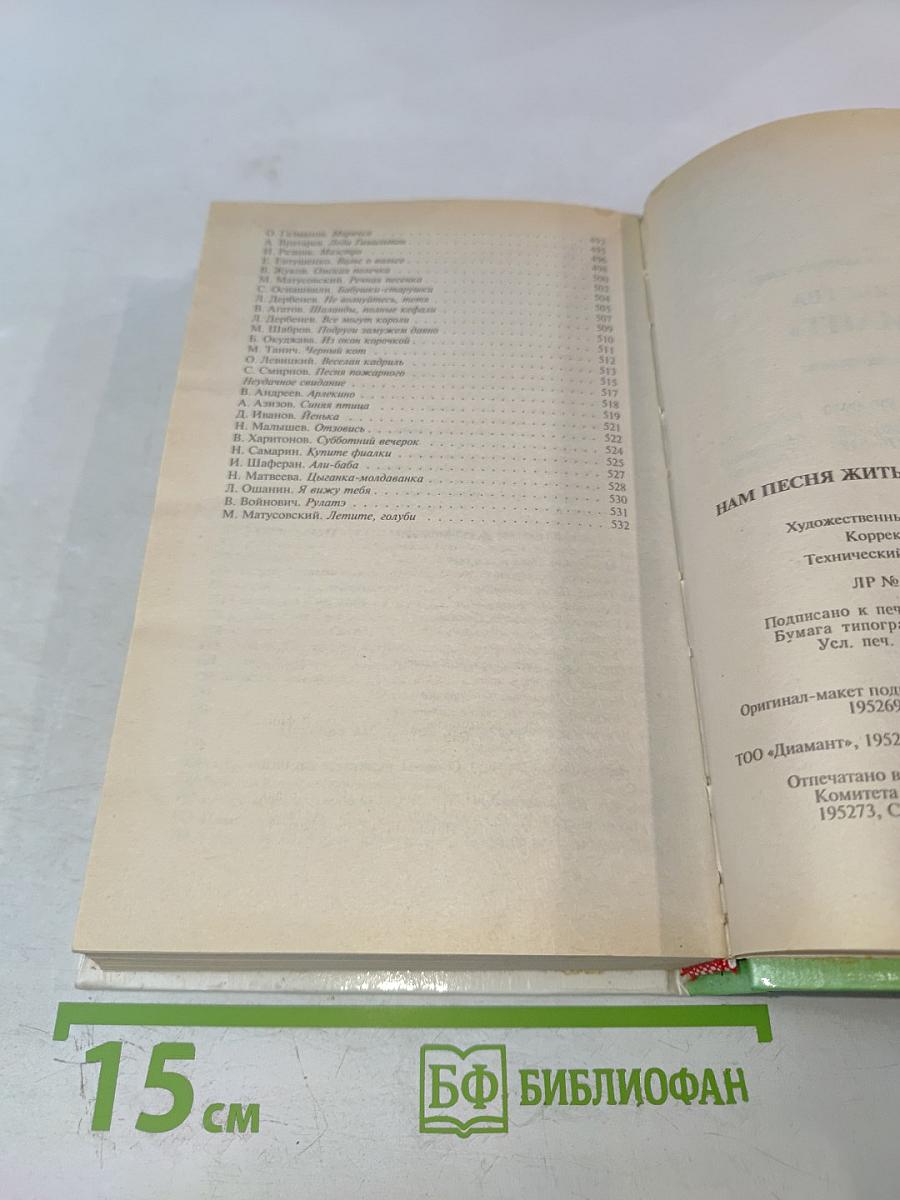 О. Газманов. Морячка 493
А. Вратарев. Леди Гамильтон 495
И. Резник. Маэстро 496
Е. Евтушенко. Вальс о вальсе 498
В. Жуков. Омская полечка 500
М. Матусовский. Речная песенка 502
С. Осиашвили. Бабушки-старушки 504
Л. Дербенев. Не волнуйтесь, тетя 505
В. Агатов. Шаланды, полные кефали 507
Л. Дербенев. Все могут короли 509
М. Шабров. Подруги замужем давно 510
Б. Окуджава. Из окон корочкой 511
М. Танич. Черный кот 512
О. Левицкий. Веселая кадриль 513
С. Смирнов. Песня пожарного 515
Неудачное свидание 517
В. Андреев. Арлекино 518
А. Азизов. Синяя птица 519
Д. Иванов. Йенька 521
Н. Малышев. Отзовись 522
В. Харитонов. Субботний вечерок 524
Н. Самарин. Купите фиалки 525
И. Шаферан. Али-баба 527
Н. Матвеева. Цыганка-молдаванка 528
Л. Ошанин. Я вижу тебя 530
В. Войнович. Рулатэ 531
М. Матусовский. Летите, голуби 532
НАМ ПЕСНЯ ЖИТЬ
Художественны
Коррек
Технический
ЛР №
Подписано к печ
Бумага типогра
Усл. печ.
Оригинал-макет под
195269
ТОО «Диамант», 1952
Отпечатано в
Комитета
195273, С
15 см
БФ БИБЛИОФАН